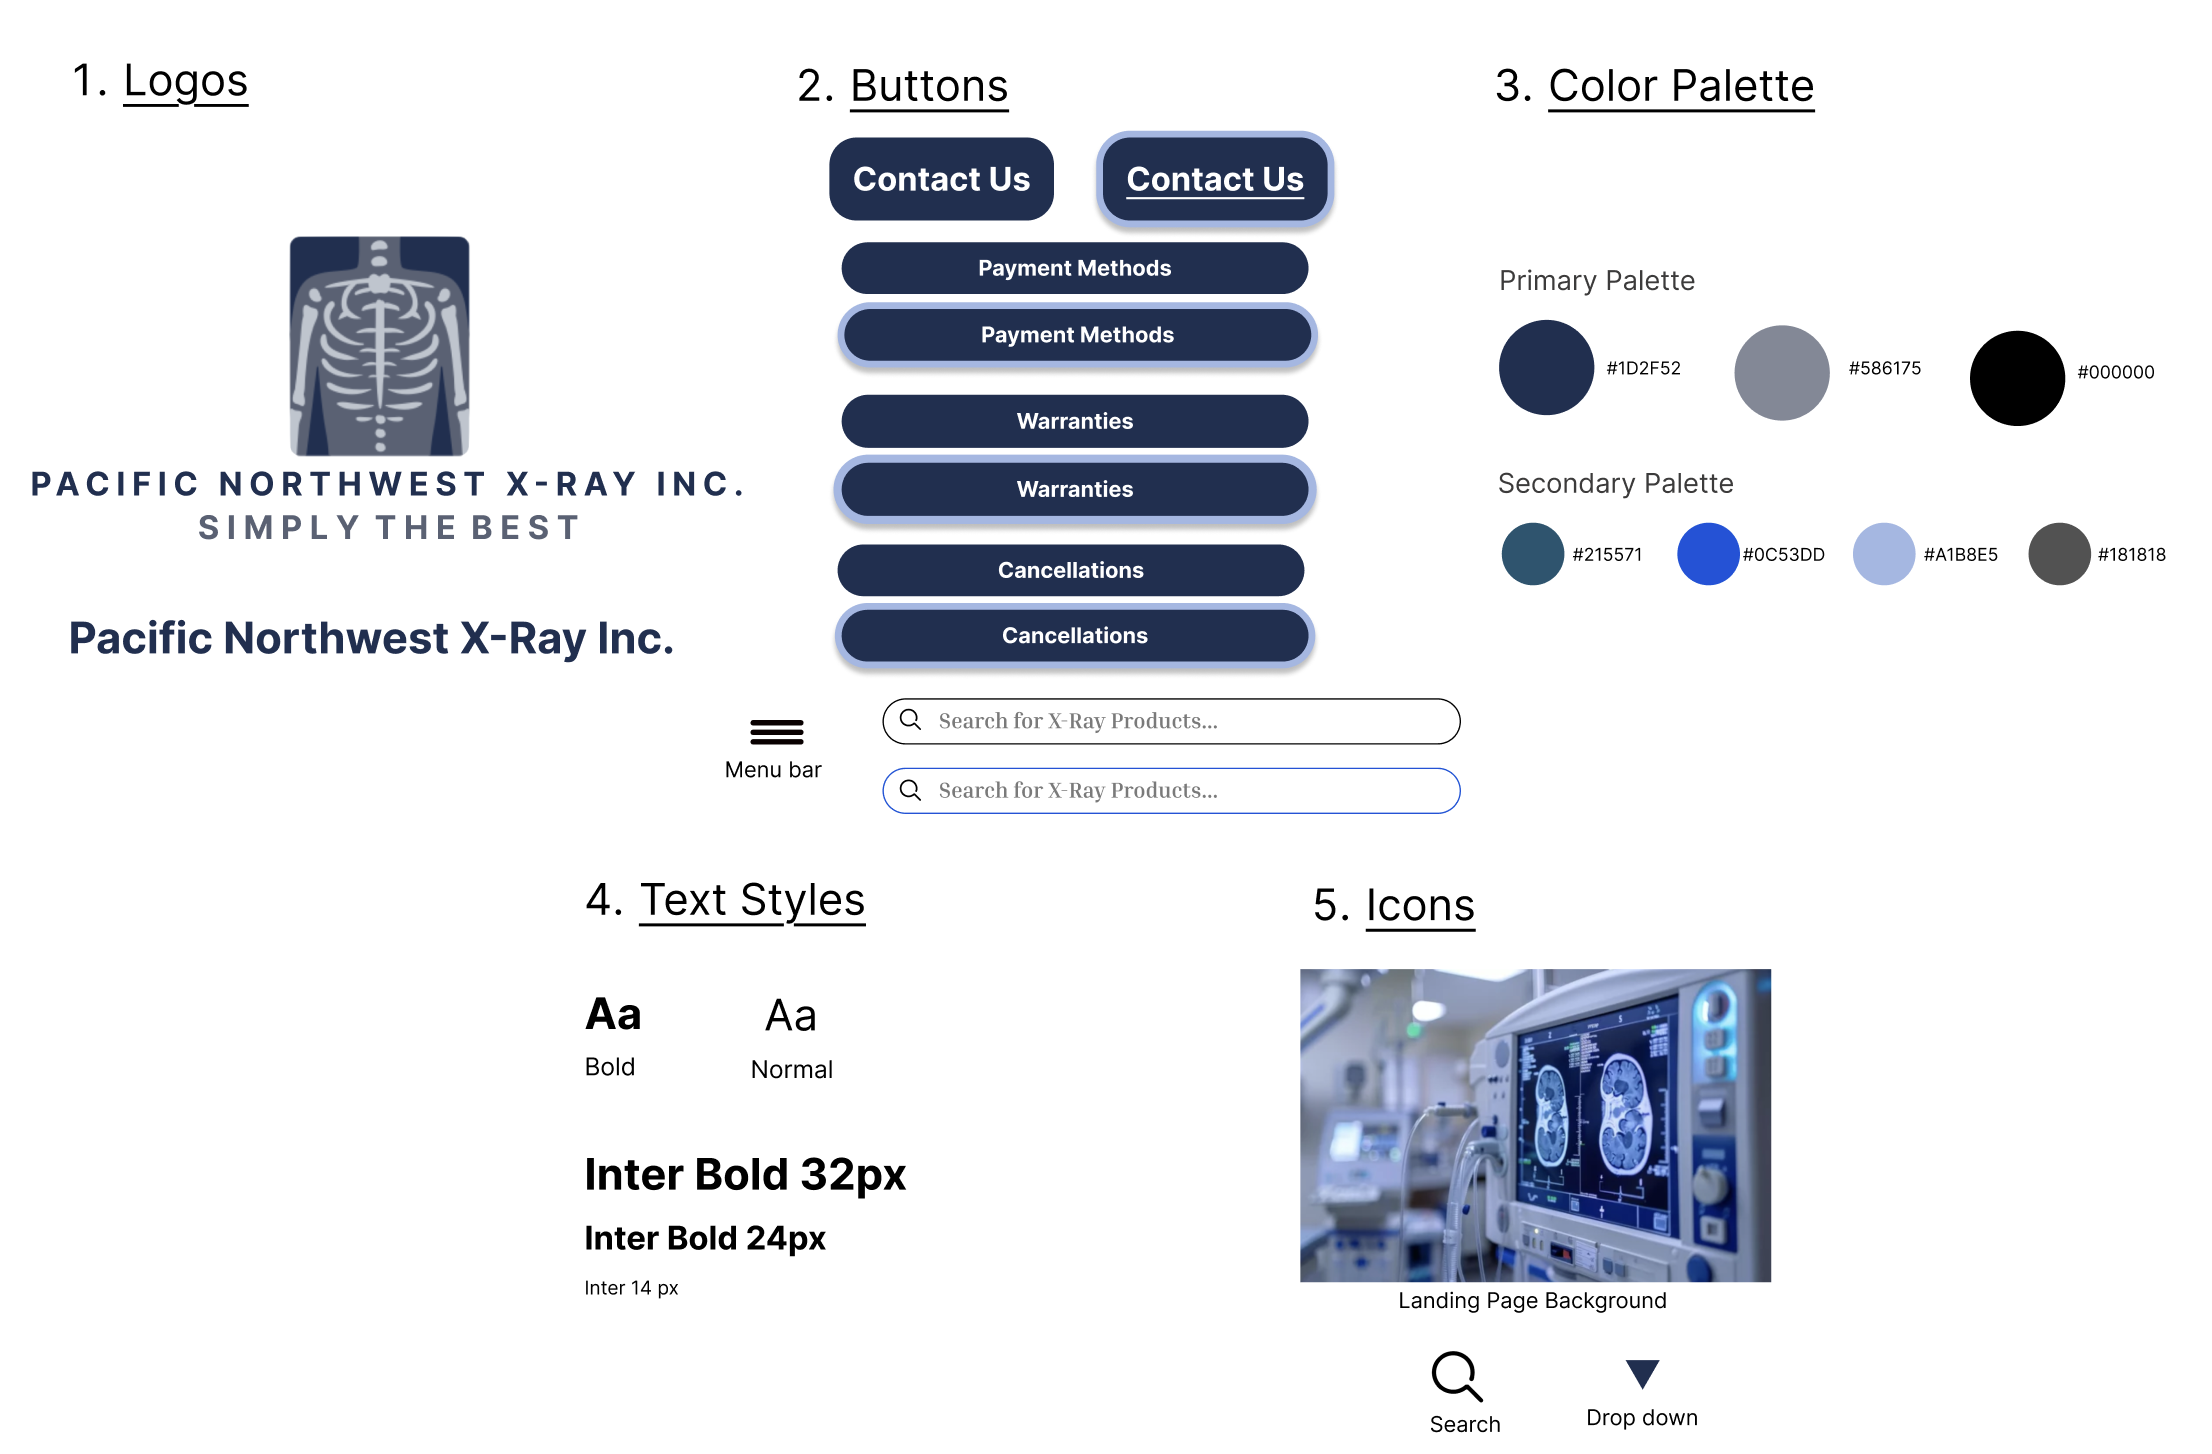 1. Logos
PACIFIC NORTHWEST X-RAY INC.
SIMPLY THE BEST
Pacific Northwest X-Ray Inc.
2. Buttons
Contact Us
Contact Us
Payment Methods
Payment Methods
Warranties
Warranties
Cancellations
Cancellations
Menu bar
Search for X-Ray Products...
Search for X-Ray Products...
3. Color Palette
Primary Palette
#1D2F52
#586175
#000000
Secondary Palette
#215571
#0C53DD
#A1B8E5
#181818
4. Text Styles
Aa
Bold
Aa
Normal
Inter Bold 32px
Inter Bold 24px
Inter 14 px
5. Icons
Landing Page Background
Search
Drop down